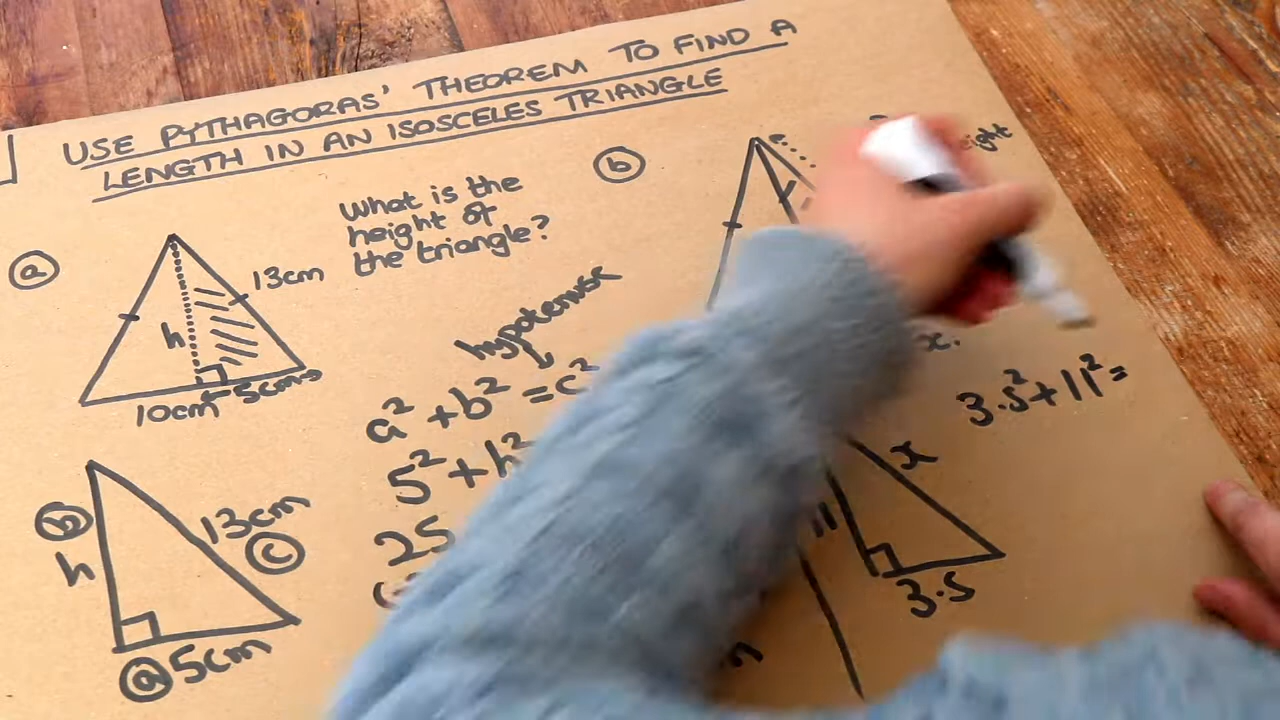 USE PYTHAGORAS' THEOREM TO FIND A
LENGTH IN AN ISOSCELES TRIANGLE
a
13cm
h
10cm
5cm
What is the
height of
the triangle?
hypotenuse
a² + b² = c²
5² + h²
25
b
h
13cm
c
a 5cm
b
x.
3.5² + 11² =
x
11
3.5